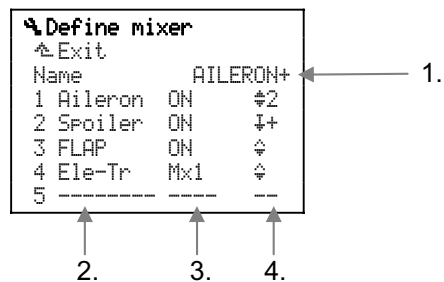 Define mixer
Exit
Name AILERON+ 1.
1 Aileron ON 2
2 Spoiler ON +
3 FLAP ON
4 Ele-Tr Mx1
5 -------- ---- --
2. 3. 4.